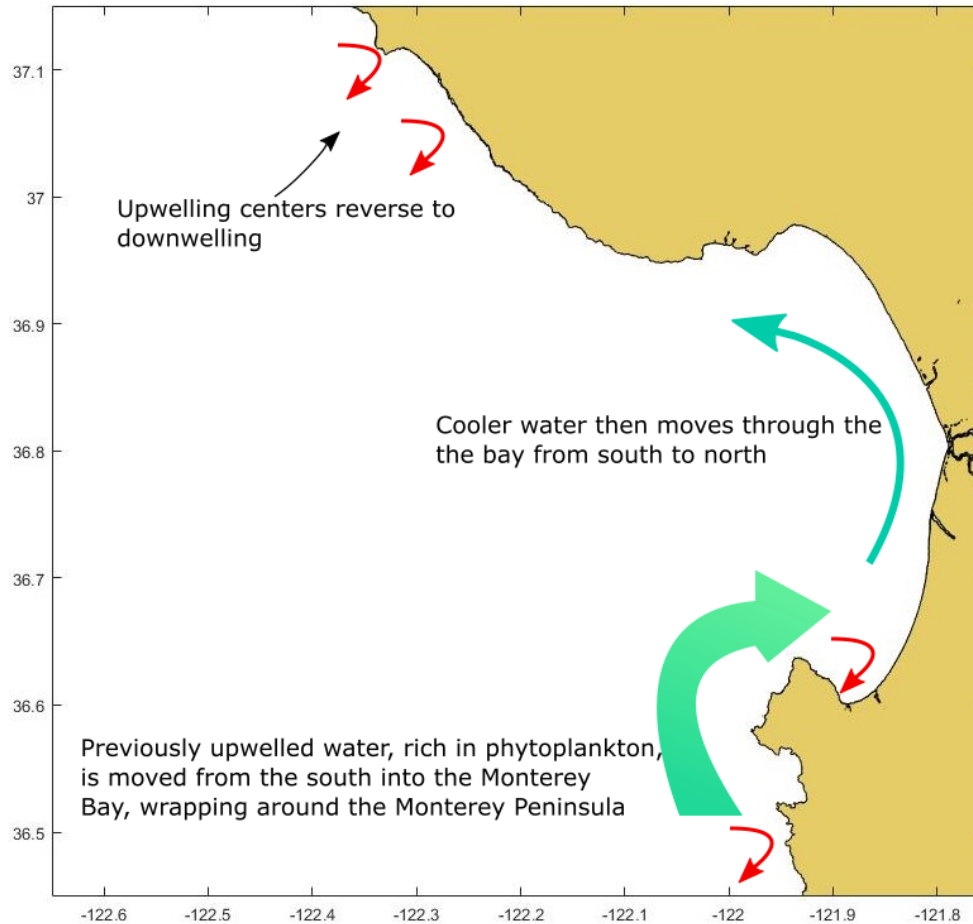 37.1
Upwelling centers reverse to
downwelling
37
36.9
Cooler water then moves through the
the bay from south to north
36.8
36.7
36.6
Previously upwelled water, rich in phytoplankton,
is moved from the south into the Monterey
Bay, wrapping around the Monterey Peninsula
36.5
-122.6 -122.5 -122.4 -122.3 -122.2 -122.1 -122 -121.9 -121.8